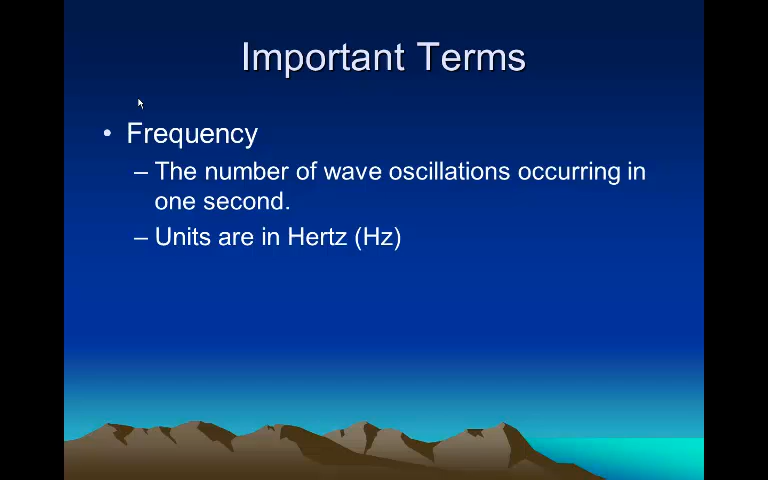 Important Terms
• Frequency
– The number of wave oscillations occurring in
one second.
– Units are in Hertz (Hz)